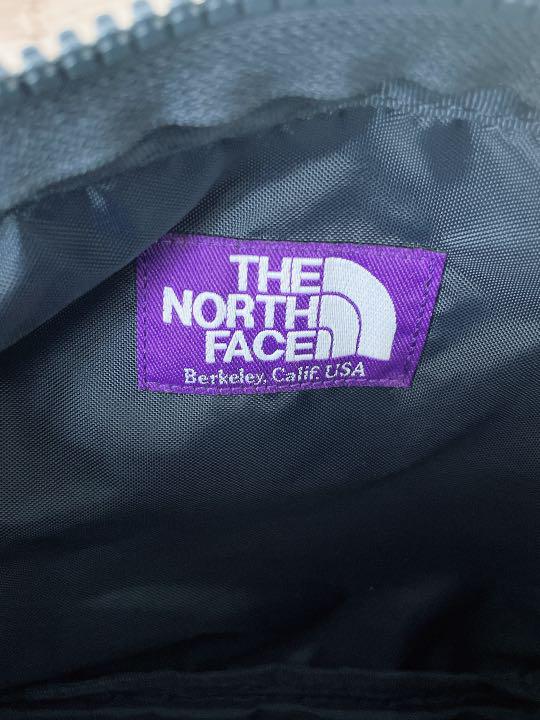 THE
NORTH
FACE
Berkeley, Calif. USA